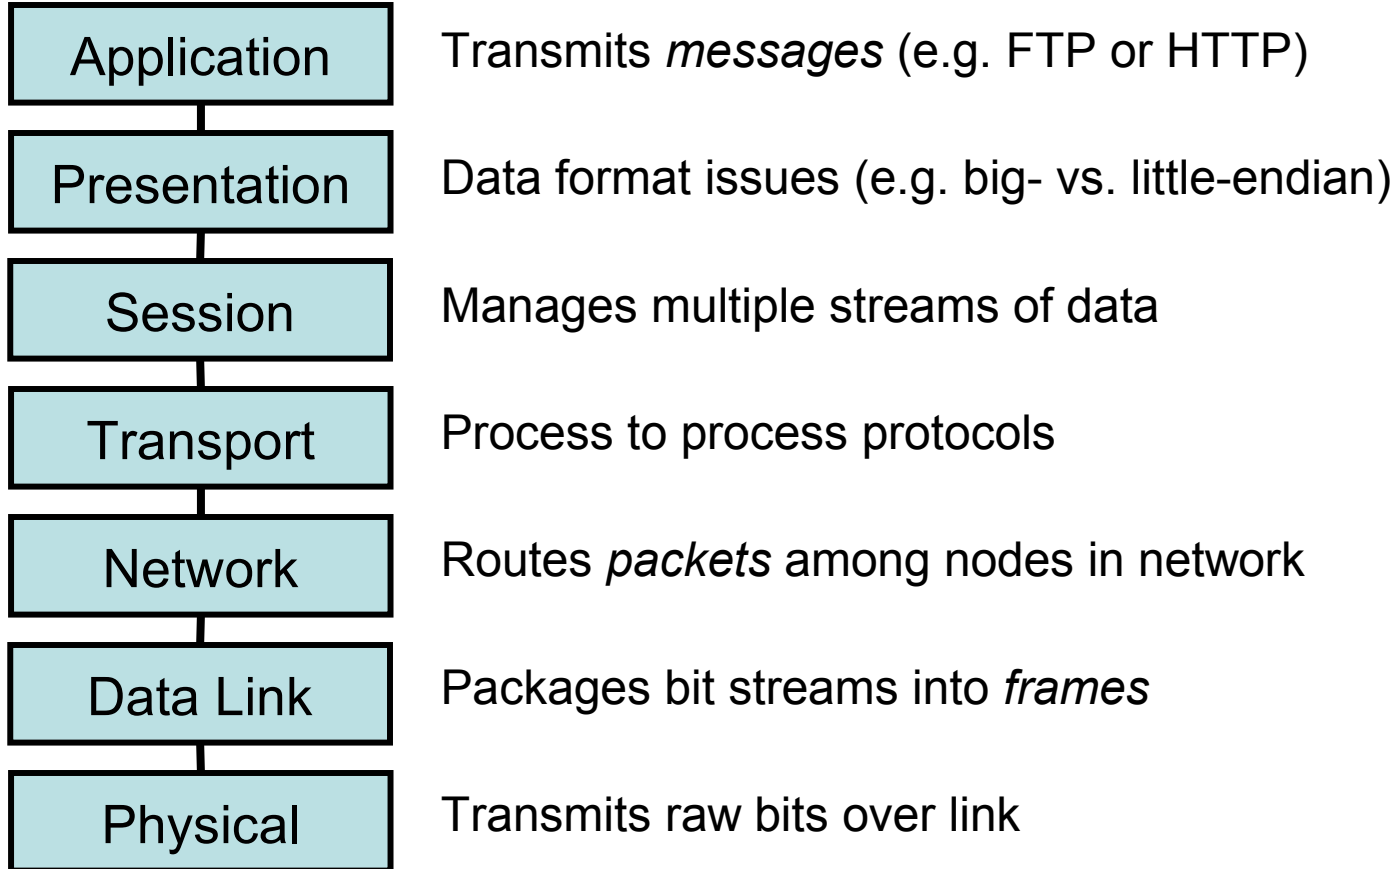 Application
Transmits messages (e.g. FTP or HTTP)
Presentation
Data format issues (e.g. big- vs. little-endian)
Session
Manages multiple streams of data
Transport
Process to process protocols
Network
Routes packets among nodes in network
Data Link
Packages bit streams into frames
Physical
Transmits raw bits over link